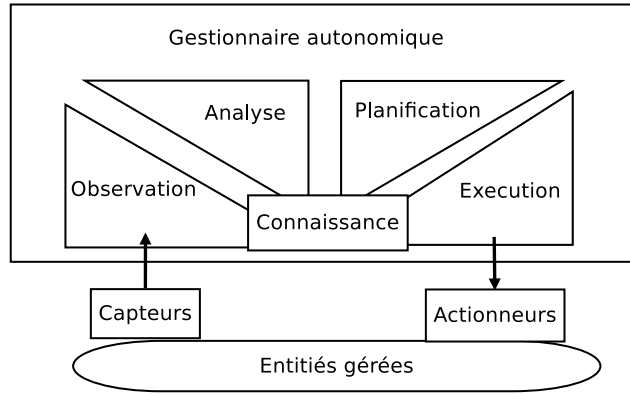 Gestionnaire autonomique
Analyse
Planification
Observation
Execution
Connaissance
Capteurs
Actionneurs
Entitiés gérées